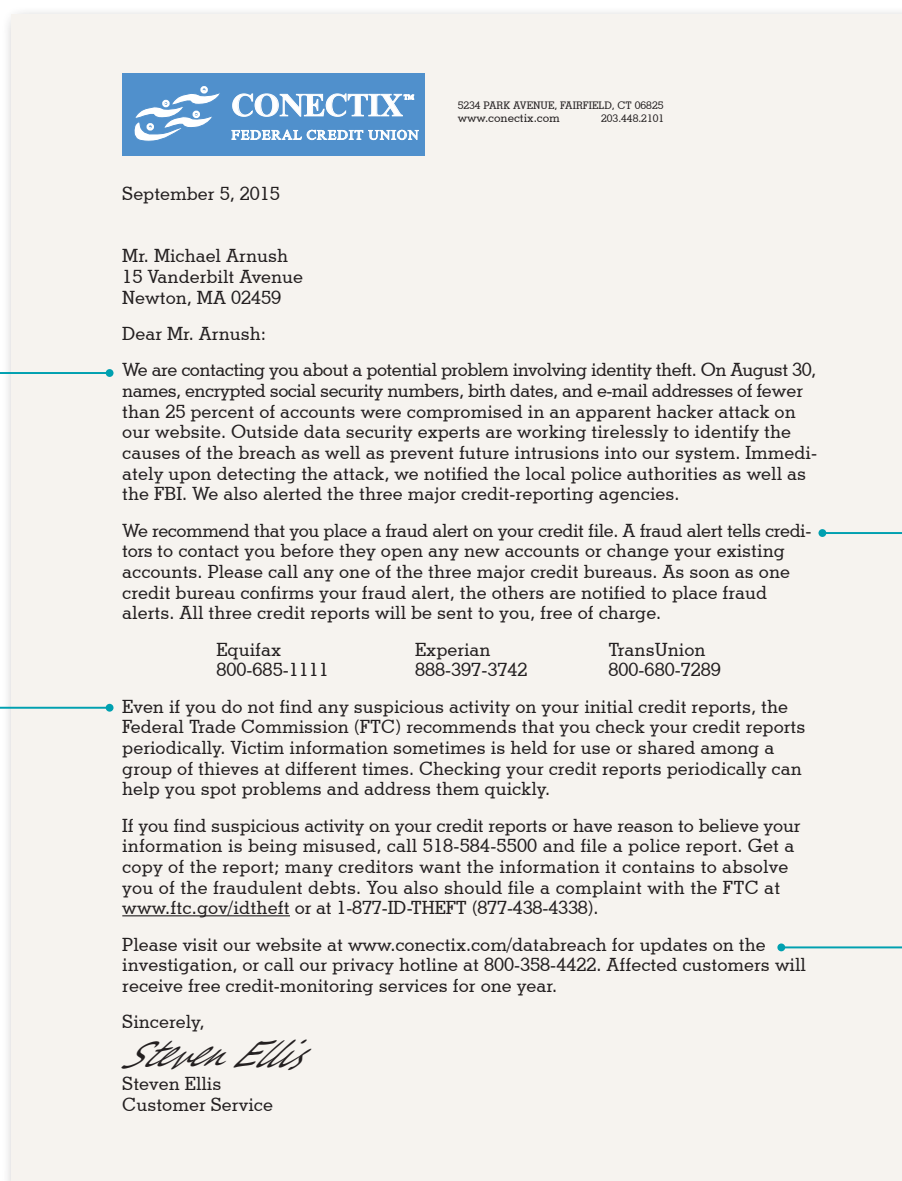 CONECTIX™
FEDERAL CREDIT UNION
5234 PARK AVENUE, FAIRFIELD, CT 06825
www.conectix.com 203.448.2101
September 5, 2015
Mr. Michael Arnush
15 Vanderbilt Avenue
Newton, MA 02459
Dear Mr. Arnush:
We are contacting you about a potential problem involving identity theft. On August 30,
names, encrypted social security numbers, birth dates, and e-mail addresses of fewer
than 25 percent of accounts were compromised in an apparent hacker attack on
our website. Outside data security experts are working tirelessly to identify the
causes of the breach as well as prevent future intrusions into our system. Immedi-
ately upon detecting the attack, we notified the local police authorities as well as
the FBI. We also alerted the three major credit-reporting agencies.
We recommend that you place a fraud alert on your credit file. A fraud alert tells credi-
tors to contact you before they open any new accounts or change your existing
accounts. Please call any one of the three major credit bureaus. As soon as one
credit bureau confirms your fraud alert, the others are notified to place fraud
alerts. All three credit reports will be sent to you, free of charge.
Equifax Experian TransUnion
800-685-1111 888-397-3742 800-680-7289
Even if you do not find any suspicious activity on your initial credit reports, the
Federal Trade Commission (FTC) recommends that you check your credit reports
periodically. Victim information sometimes is held for use or shared among a
group of thieves at different times. Checking your credit reports periodically can
help you spot problems and address them quickly.
If you find suspicious activity on your credit reports or have reason to believe your
information is being misused, call 518-584-5500 and file a police report. Get a
copy of the report; many creditors want the information it contains to absolve
you of the fraudulent debts. You also should file a complaint with the FTC at
www.ftc.gov/idtheft or at 1-877-ID-THEFT (877-438-4338).
Please visit our website at www.conectix.com/databreach for updates on the
investigation, or call our privacy hotline at 800-358-4422. Affected customers will
receive free credit-monitoring services for one year.
Sincerely,
Steven Ellis
Steven Ellis
Customer Service